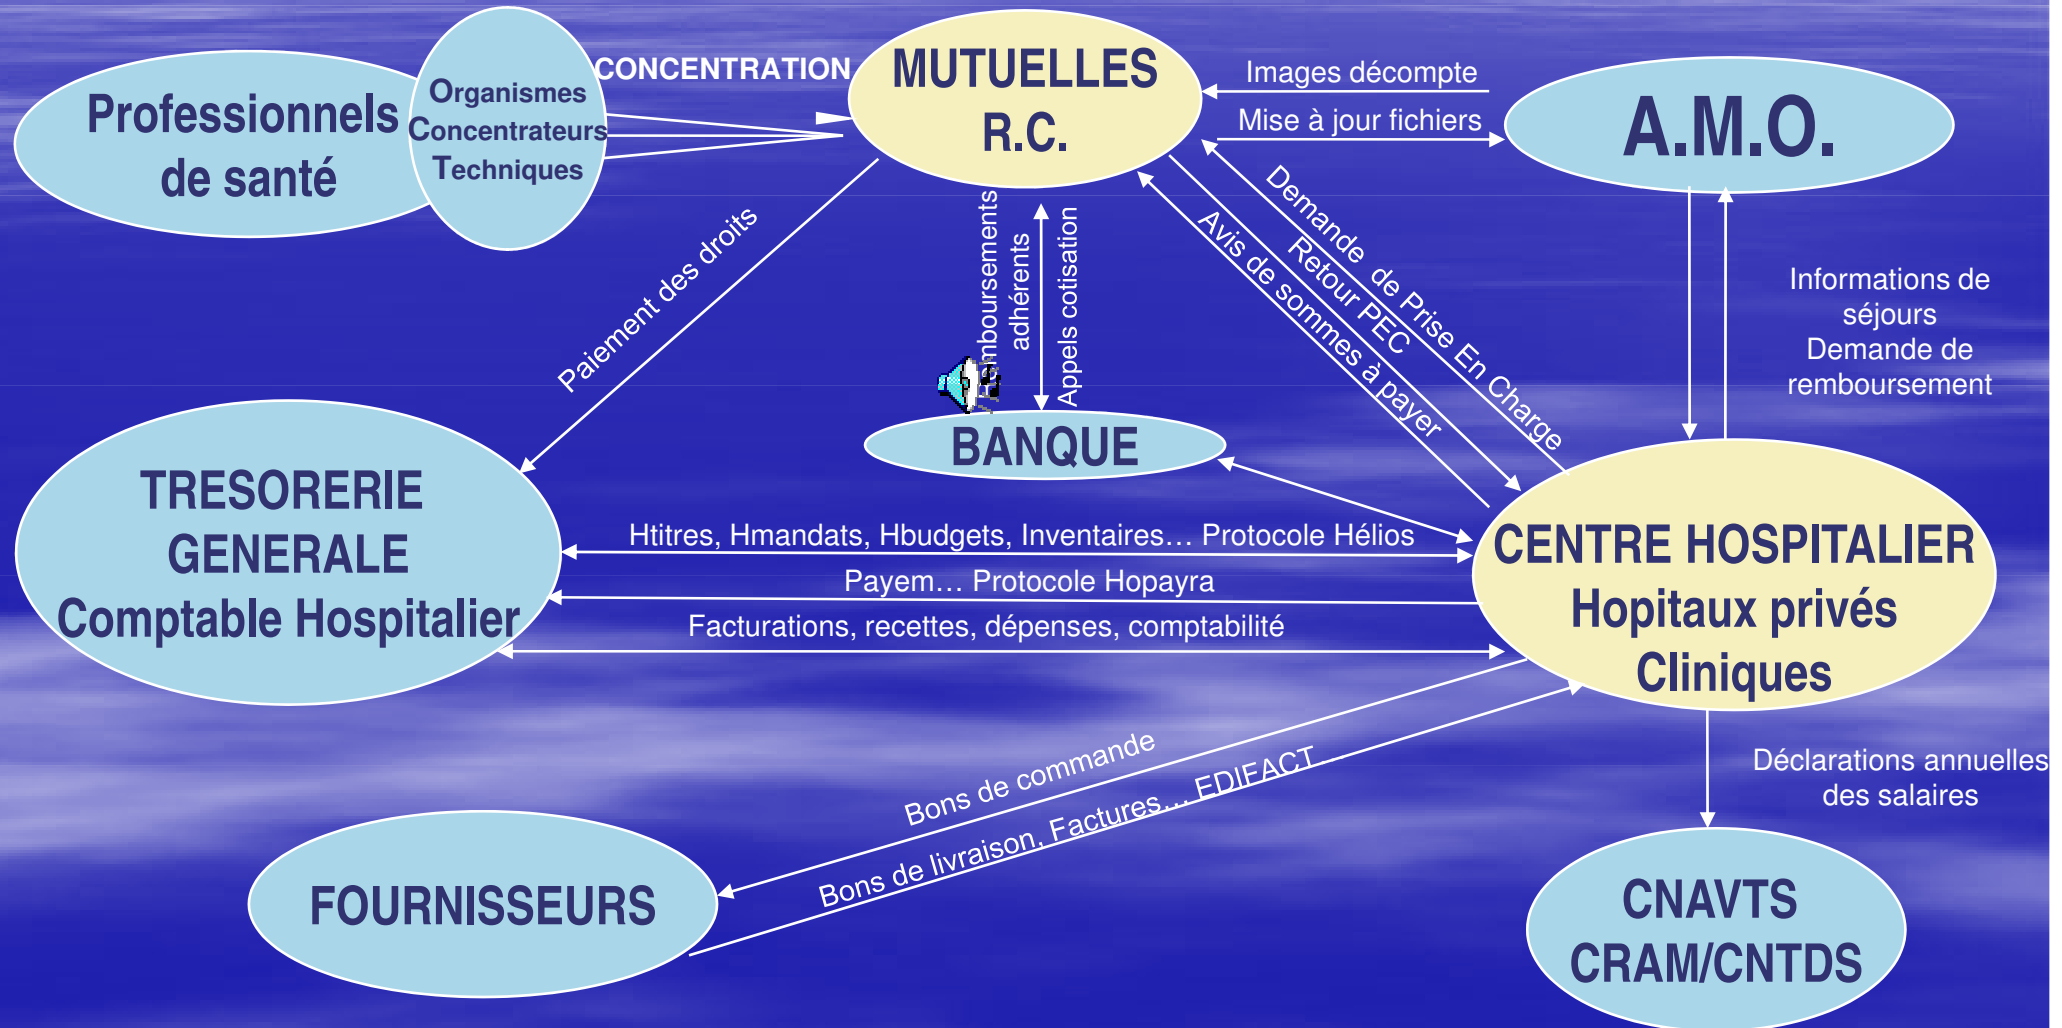 Professionnels
de santé
Organismes
Concentrateurs
Techniques
CONCENTRATION
MUTUELLES
R.C.
Images décompte
Mise à jour fichiers
A.M.O.
Paiement des droits
adhérents
Appels cotisation
Demande de Prise En Charge
Retour PEC
Avis de sommes à payer
Informations de
séjours
Demande de
remboursement
BANQUE
TRESORERIE
GENERALE
Comptable Hospitalier
Htitres, Hmandats, Hbudgets, Inventaires… Protocole Hélios
Payem… Protocole Hopayra
Facturations, recettes, dépenses, comptabilité
CENTRE HOSPITALIER
Hopitaux privés
Cliniques
Bons de commande
Bons de livraison, Factures… EDIFACT…
Déclarations annuelles
des salaires
FOURNISSEURS
CNAVTS
CRAM/CNTDS